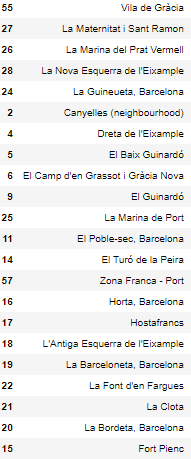 55 Vila de Gràcia
27 La Maternitat i Sant Ramon
26 La Marina del Prat Vermell
28 La Nova Esquerra de l'Eixample
24 La Guineueta, Barcelona
2 Canyelles (neighbourhood)
4 Dreta de l'Eixample
5 El Baix Guinardó
6 El Camp d'en Grassot i Gràcia Nova
9 El Guinardó
25 La Marina de Port
11 El Poble-sec, Barcelona
14 El Turó de la Peira
57 Zona Franca - Port
16 Horta, Barcelona
17 Hostafrancs
18 L'Antiga Esquerra de l'Eixample
19 La Barceloneta, Barcelona
22 La Font d'en Fargues
21 La Clota
20 La Bordeta, Barcelona
15 Fort Pienc